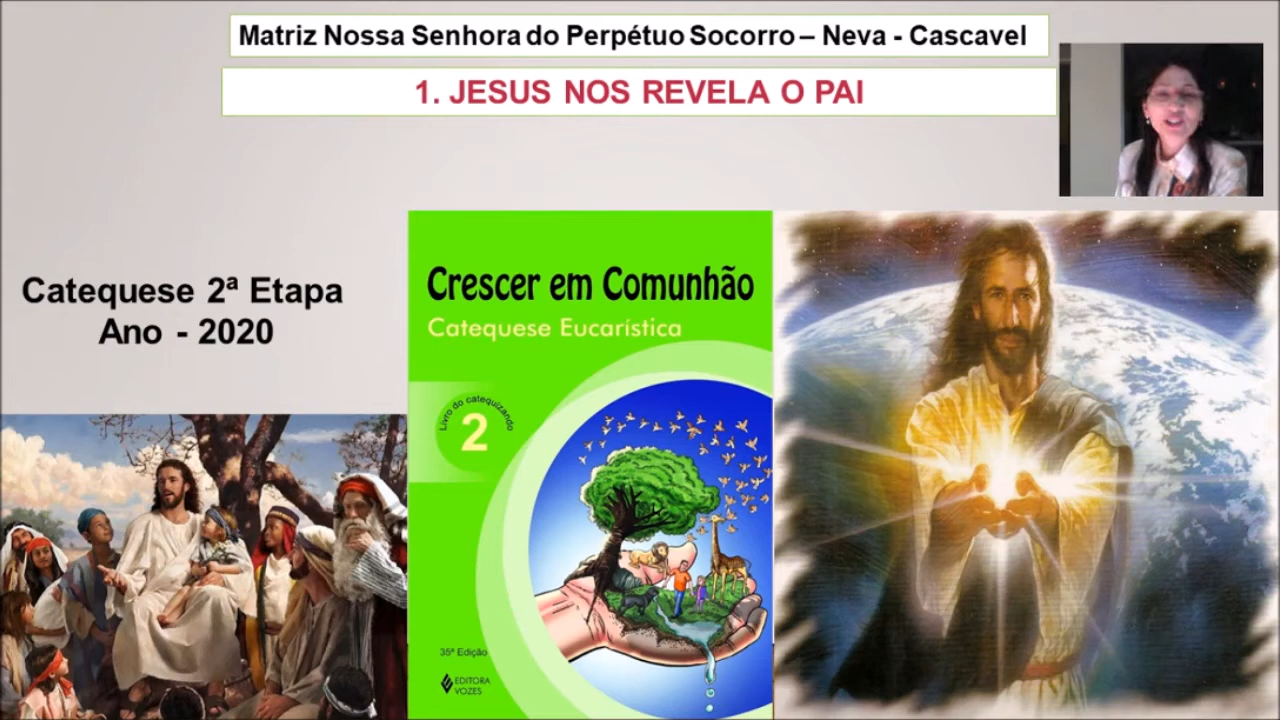 Matriz Nossa Senhora do Perpétuo Socorro – Neva - Cascavel
1. JESUS NOS REVELA O PAI
Catequese 2ª Etapa
Ano - 2020
Crescer em Comunhão
Catequese Eucarística
Livro do catequizando
2
35ª Edição
EDITORA
VOZES